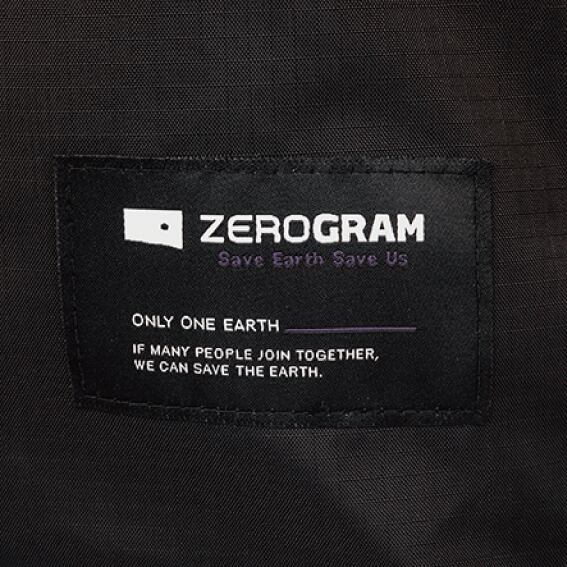 ZEROGRAM
Save Earth Save Us
ONLY ONE EARTH
IF MANY PEOPLE JOIN TOGETHER,
WE CAN SAVE THE EARTH.